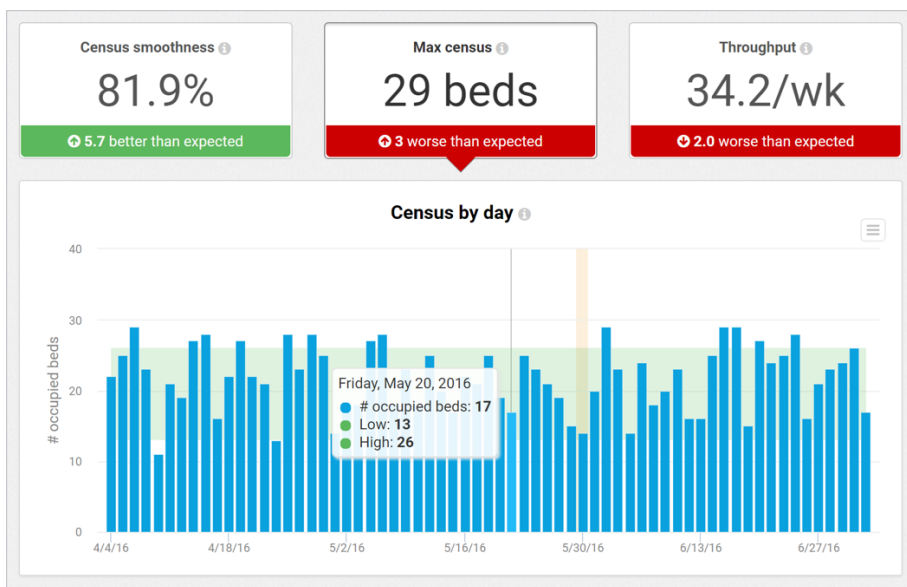 Census smoothness
81.9%
5.7 better than expected
Max census
29 beds
3 worse than expected
Throughput
34.2/wk
2.0 worse than expected
Census by day
# occupied beds
40
30
20
10
0
Friday, May 20, 2016
# occupied beds: 17
Low: 13
High: 26
4/4/16
4/18/16
5/2/16
5/16/16
5/30/16
6/13/16
6/27/16